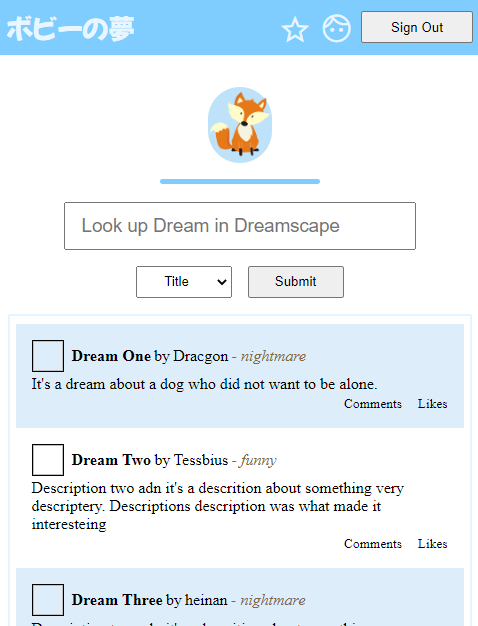 ボビーの夢
Sign Out
Look up Dream in Dreamscape
Title
Submit
Dream One by Dracgon - nightmare
It's a dream about a dog who did not want to be alone.
Comments Likes
Dream Two by Tessbius - funny
Description two adn it's a descrition about something very
descriptery. Descriptions description was what made it
interesteing
Comments Likes
Dream Three by heinan - nightmare